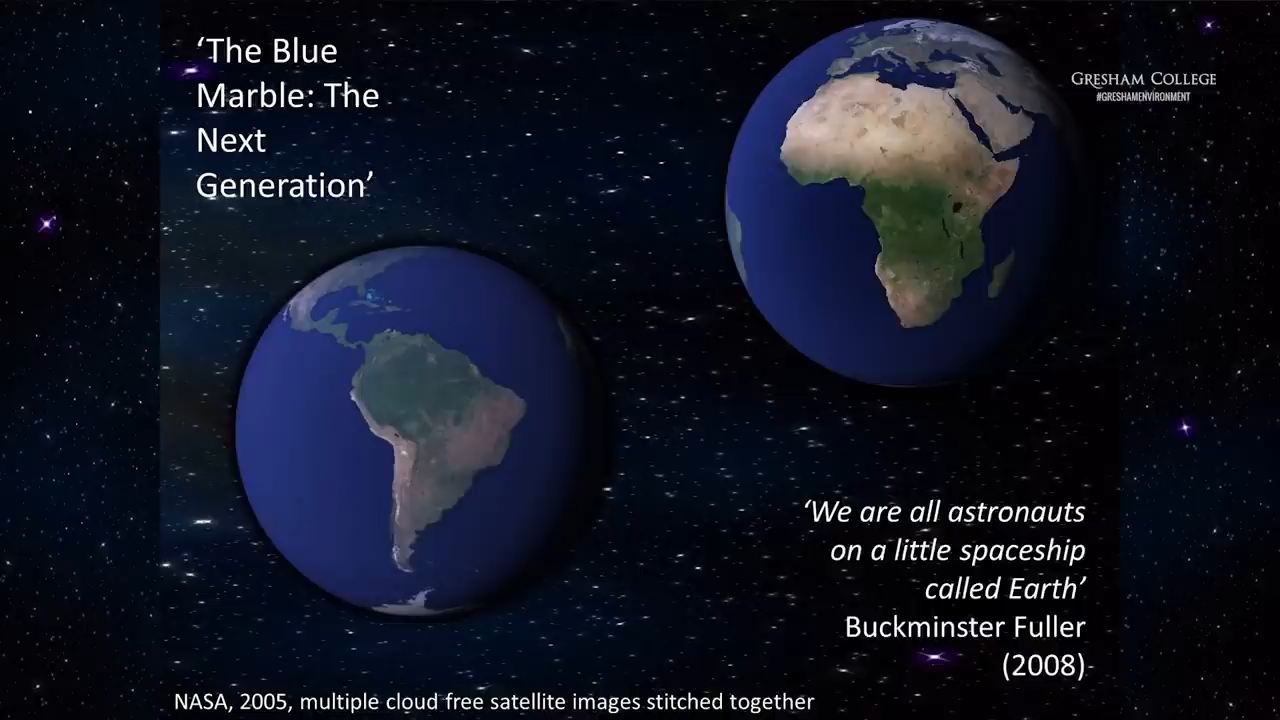 ‘The Blue
Marble: The
Next
Generation’
GRESHAM COLLEGE
#GRESHAMENVIRONMENT
‘We are all astronauts
on a little spaceship
called Earth’
Buckminster Fuller
(2008)
NASA, 2005, multiple cloud free satellite images stitched together